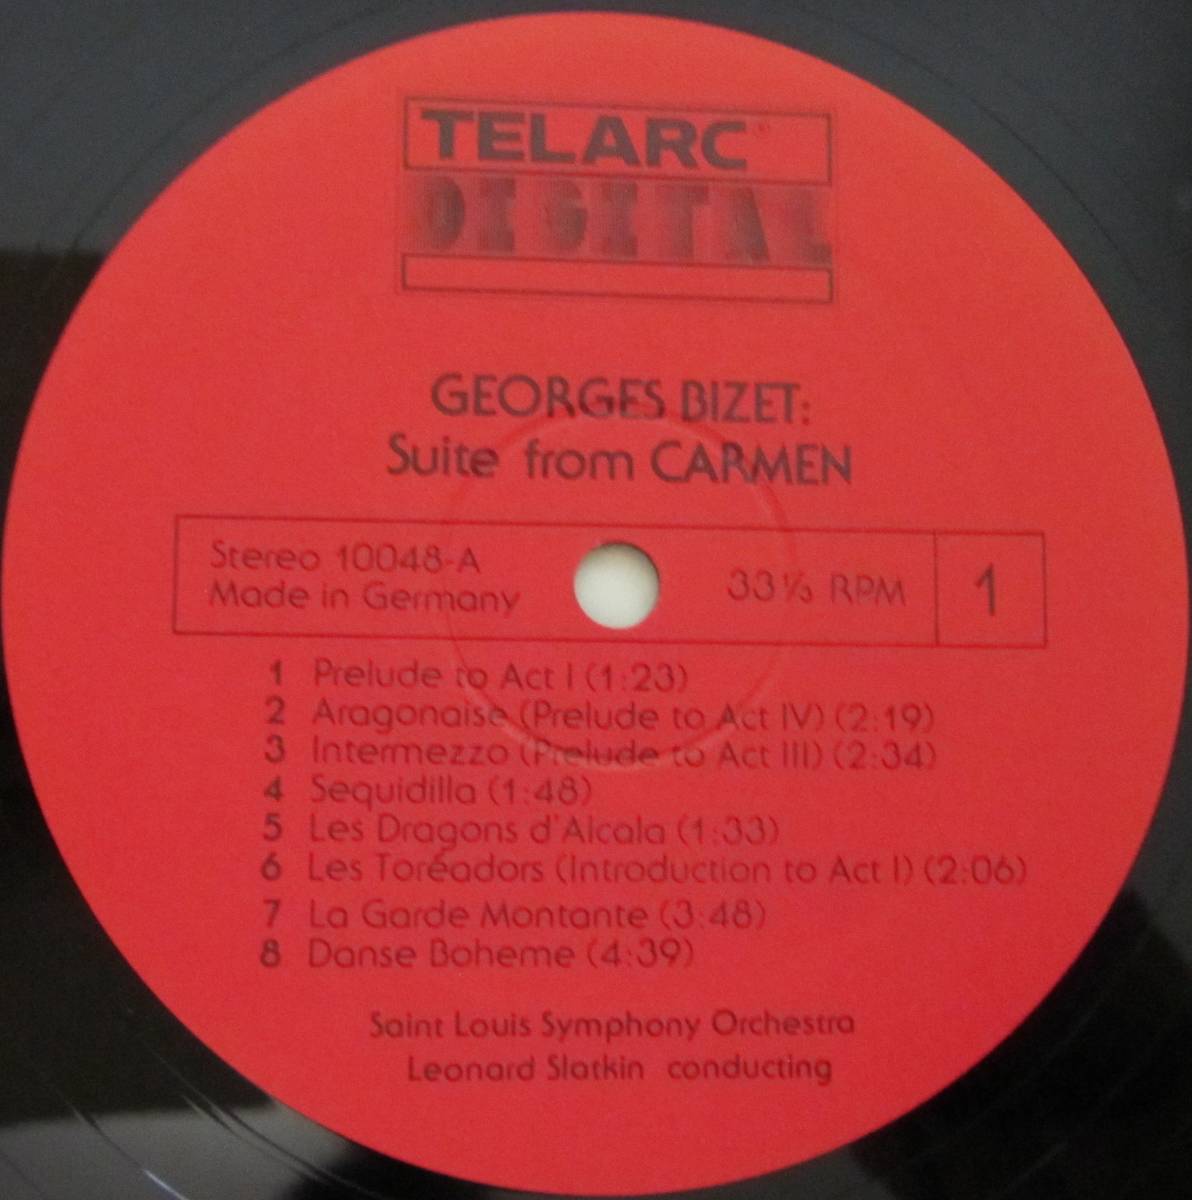 TELARC®
DIGITAL
GEORGES BIZET:
Suite from CARMEN
Stereo 10048-A
Made in Germany
33⅓ RPM
1
1 Prelude to Act I (1:23)
2 Aragonaise (Prelude to Act IV) (2:19)
3 Intermezzo (Prelude to Act III) (2:34)
4 Sequidilla (1:48)
5 Les Dragons d'Alcala (1:33)
6 Les Toréadors (Introduction to Act I) (2:06)
7 La Garde Montante (3:48)
8 Danse Boheme (4:39)
Saint Louis Symphony Orchestra
Leonard Slatkin conducting